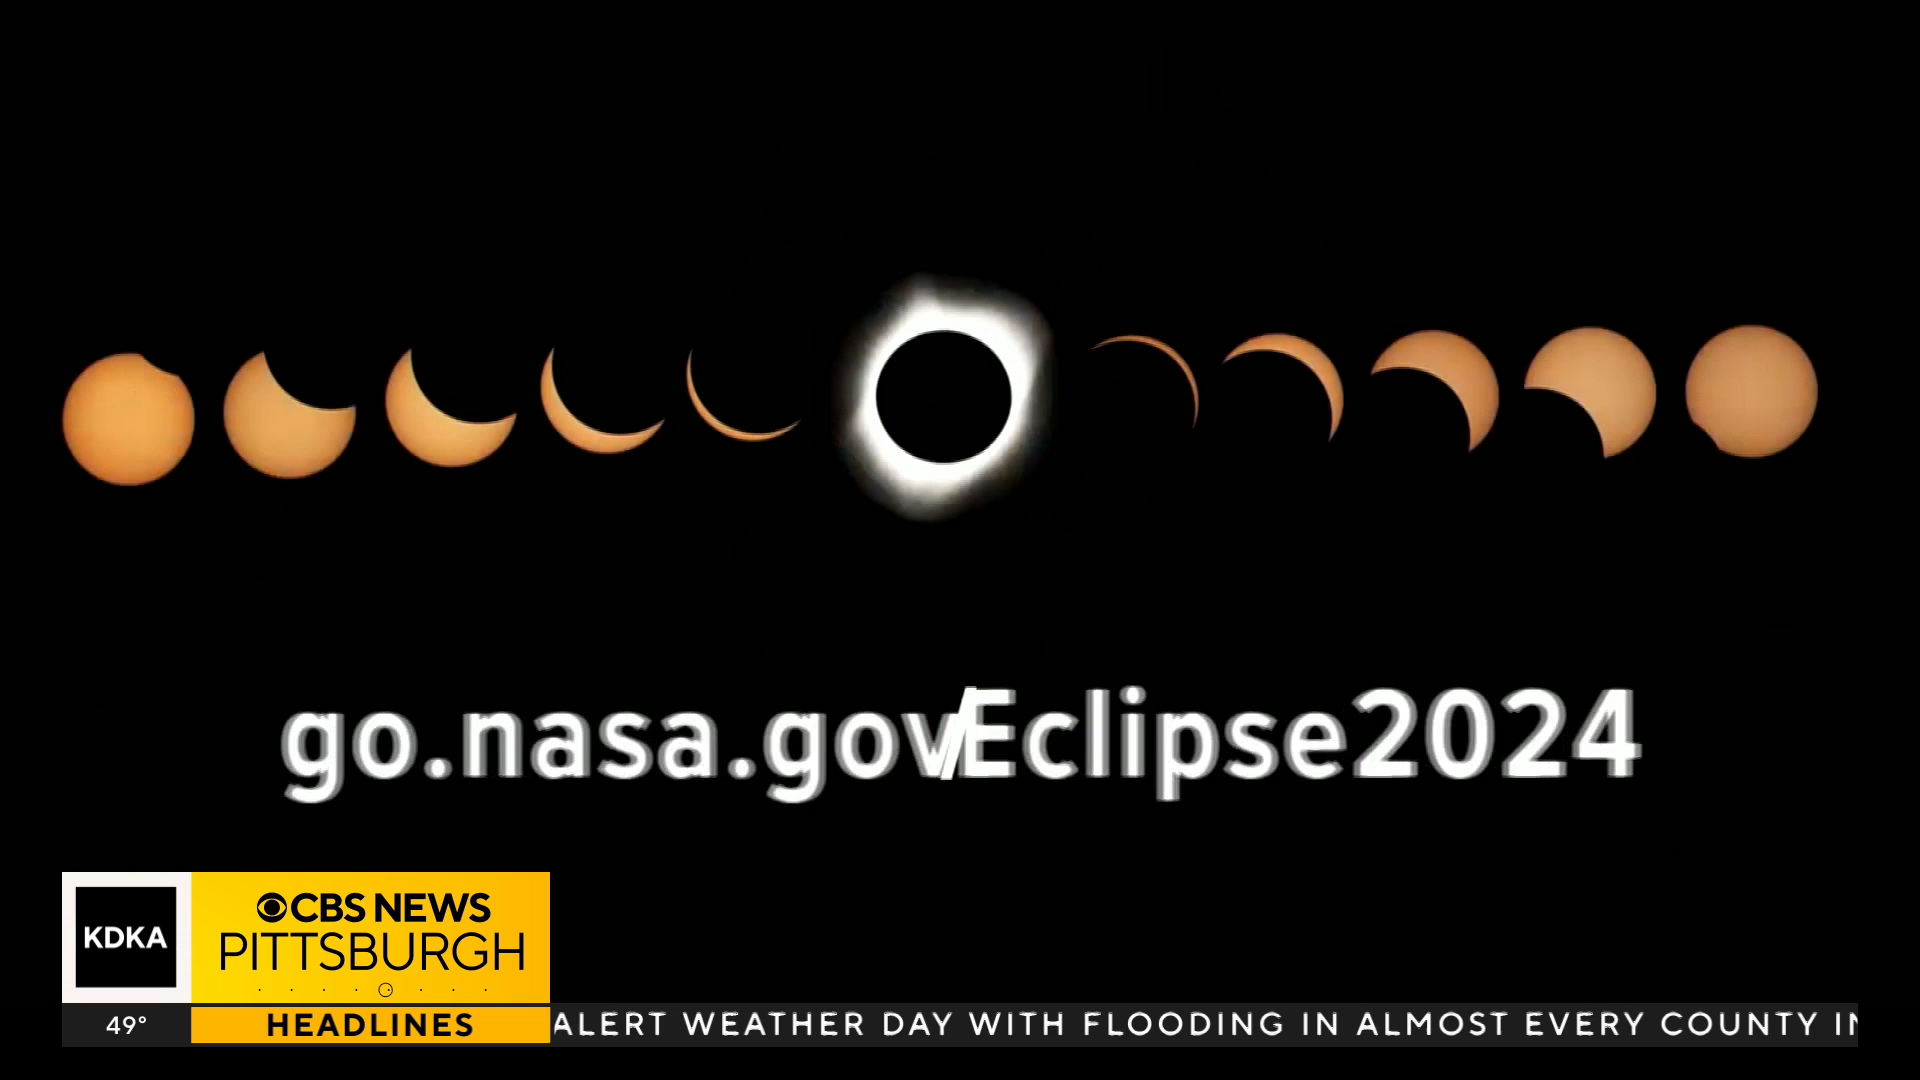 go.nasa.gov/Eclipse2024
KDKA
CBS NEWS
PITTSBURGH
49°
HEADLINES
ALERT WEATHER DAY WITH FLOODING IN ALMOST EVERY COUNTY IN